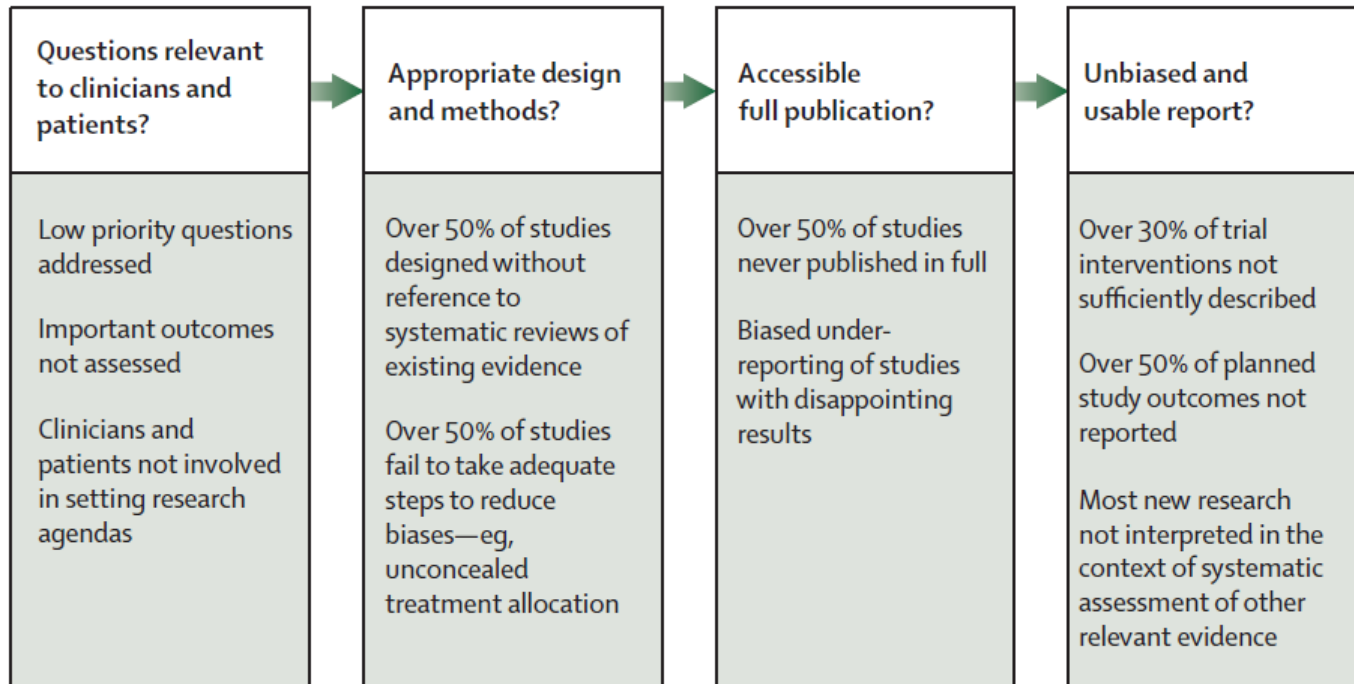 Questions relevant
to clinicians and
patients?
Low priority questions
addressed
Important outcomes
not assessed
Clinicians and
patients not involved
in setting research
agendas
Appropriate design
and methods?
Over 50% of studies
designed without
reference to
systematic reviews of
existing evidence
Over 50% of studies
fail to take adequate
steps to reduce
biases—eg,
unconcealed
treatment allocation
Accessible
full publication?
Over 50% of studies
never published in full
Biased under-
reporting of studies
with disappointing
results
Unbiased and
usable report?
Over 30% of trial
interventions not
sufficiently described
Over 50% of planned
study outcomes not
reported
Most new research
not interpreted in the
context of systematic
assessment of other
relevant evidence